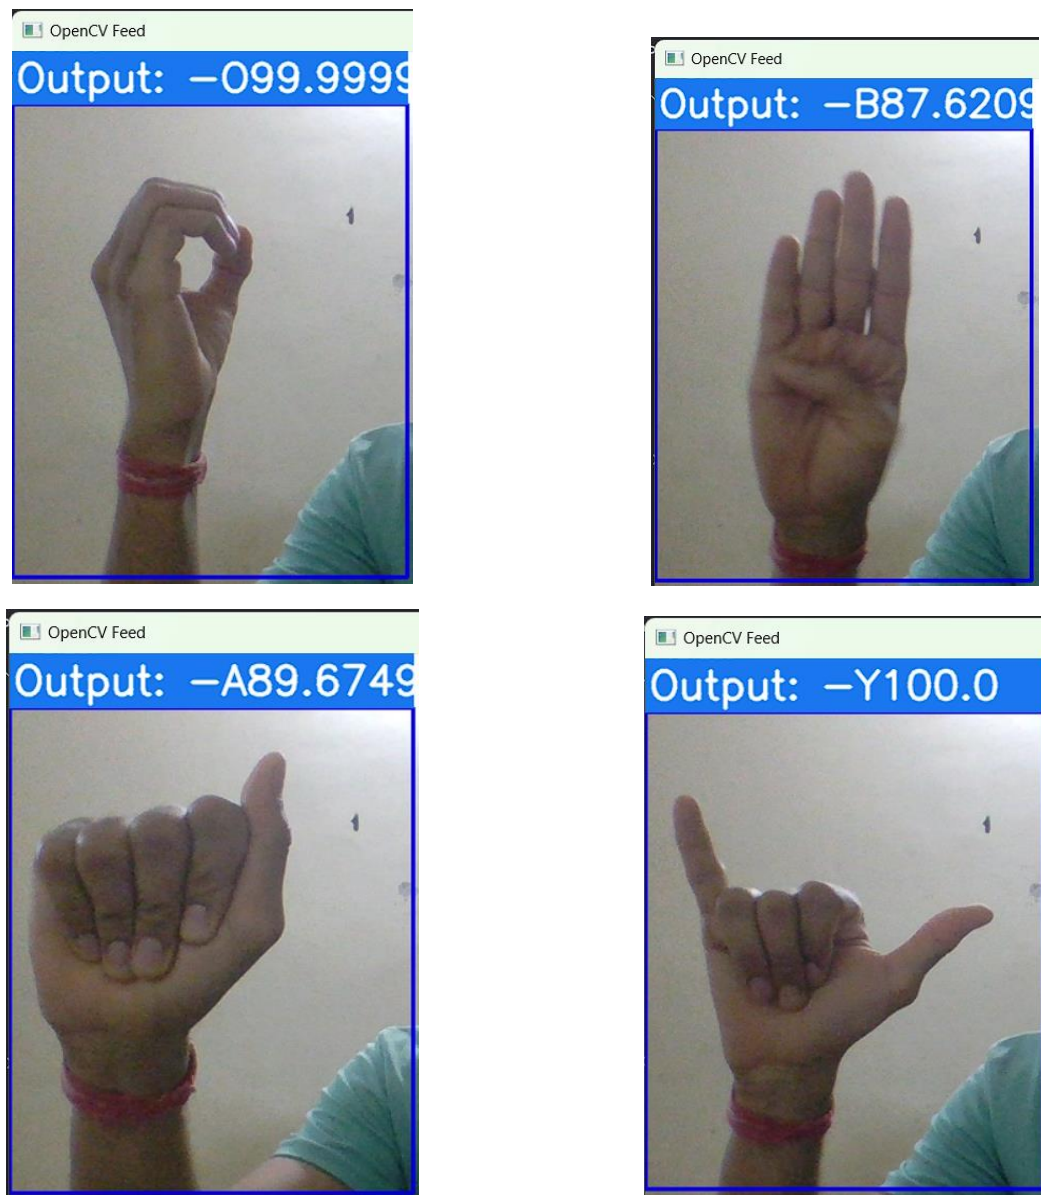 OpenCV Feed
Output: -O99.9999
OpenCV Feed
Output: -B87.6209
OpenCV Feed
Output: -A89.6749
OpenCV Feed
Output: -Y100.0